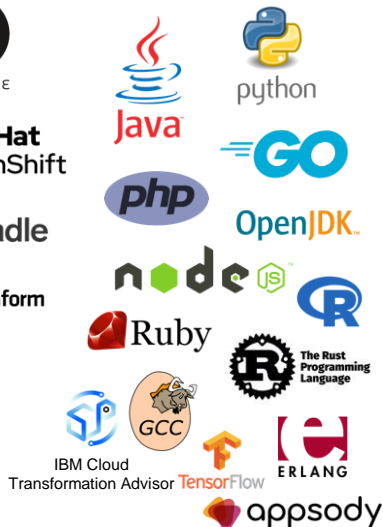 E
Hat
nShift
dle
form
Java
python
GO
php
OpenJDK
node
JS
R
Ruby
R
The Rust
Programming
Language
GCC
IBM Cloud
Transformation Advisor
TensorFlow
e
ERLANG
appsody